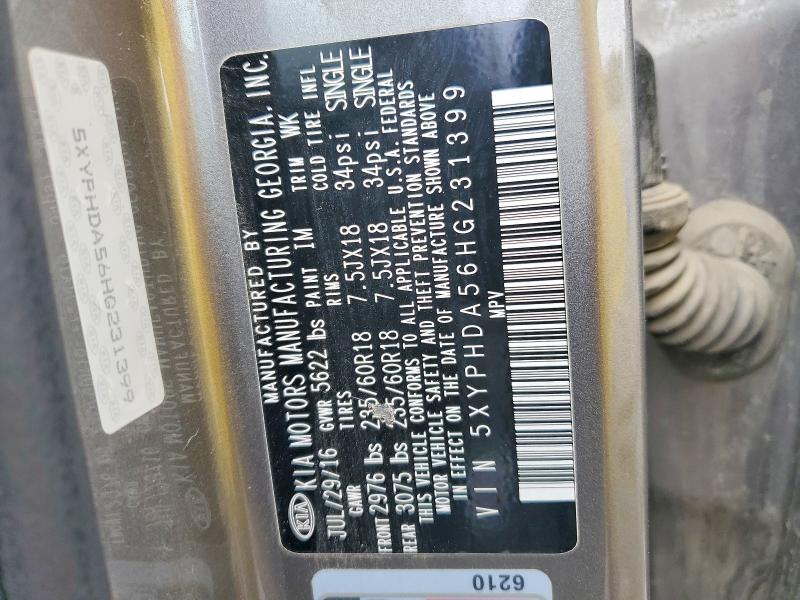 MANUFACTURED BY
KIA KIA MOTORS MANUFACTURING GEORGIA, INC.
JUL/29/16 GVWR 5622 lbs PAINT IM TRIM WK
GAWR TIRES RIMS COLD TIRE INFL
FRONT 2976 lbs 235/60R18 7.5JX18 34psi SINGLE
REAR 3075 lbs 235/60R18 7.5JX18 34psi SINGLE
THIS VEHICLE CONFORMS TO ALL APPLICABLE U.S.A. FEDERAL
MOTOR VEHICLE SAFETY AND THEFT PREVENTION STANDARDS
IN EFFECT ON THE DATE OF MANUFACTURE SHOWN ABOVE
VIN 5XYPHDA56HG231399
MPV
5XYPHDA56HG231399
6210